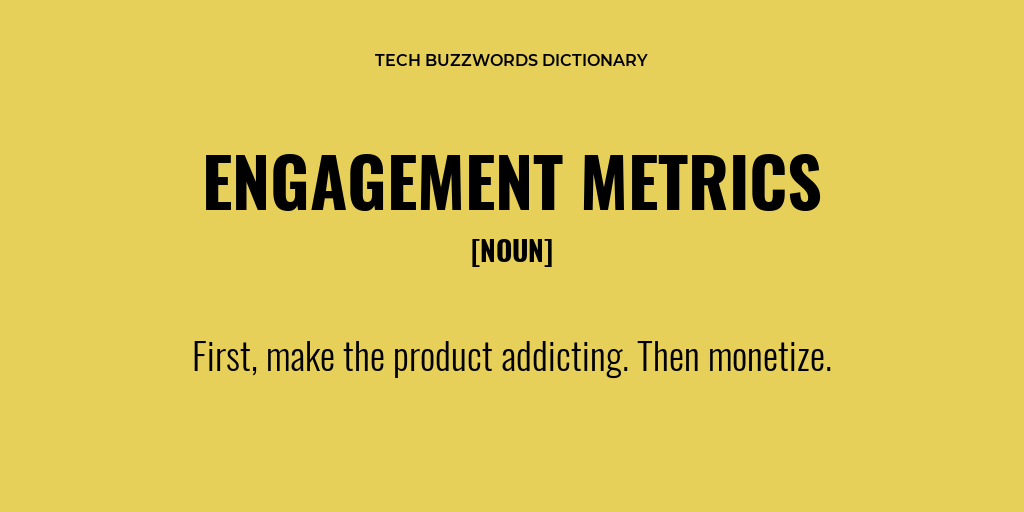 TECH BUZZWORDS DICTIONARY
ENGAGEMENT METRICS
[NOUN]
First, make the product addicting. Then monetize.